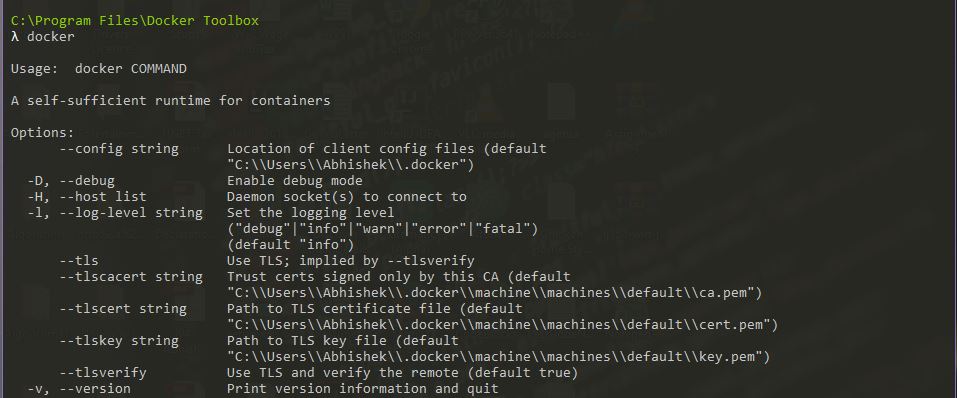 C:\Program Files\Docker Toolbox
λ docker
Usage:  docker COMMAND
A self-sufficient runtime for containers
Options:
      --config string      Location of client config files (default
                           "C:\\Users\\Abhishek\\.docker")
  -D, --debug              Enable debug mode
  -H, --host list          Daemon socket(s) to connect to
  -l, --log-level string   Set the logging level
                           ("debug"|"info"|"warn"|"error"|"fatal")
                           (default "info")
      --tls                Use TLS; implied by --tlsverify
      --tlscacert string   Trust certs signed only by this CA (default
                           "C:\\Users\\Abhishek\\.docker\\machine\\machines\\default\\ca.pem")
      --tlscert string     Path to TLS certificate file (default
                           "C:\\Users\\Abhishek\\.docker\\machine\\machines\\default\\cert.pem")
      --tlskey string      Path to TLS key file (default
                           "C:\\Users\\Abhishek\\.docker\\machine\\machines\\default\\key.pem")
      --tlsverify          Use TLS and verify the remote (default true)
  -v, --version            Print version information and quit